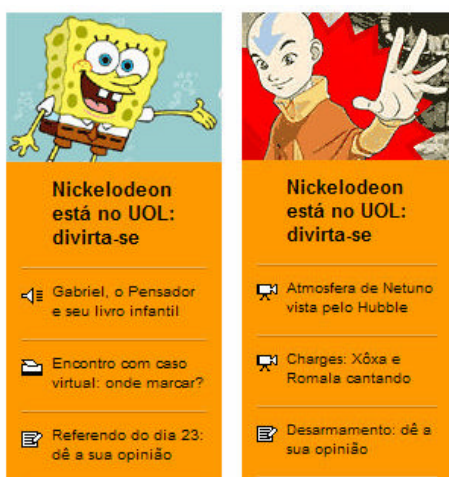 Nickelodeon
está no UOL:
divirta-se
Gabriel, o Pensador
e seu livro infantil
Encontro com caso
virtual: onde marcar?
Referendo do dia 23:
dê a sua opinião
Nickelodeon
está no UOL:
divirta-se
Atmosfera de Netuno
vista pelo Hubble
Charges: Xôxa e
Romala cantando
Desarmamento: dê a
sua opinião